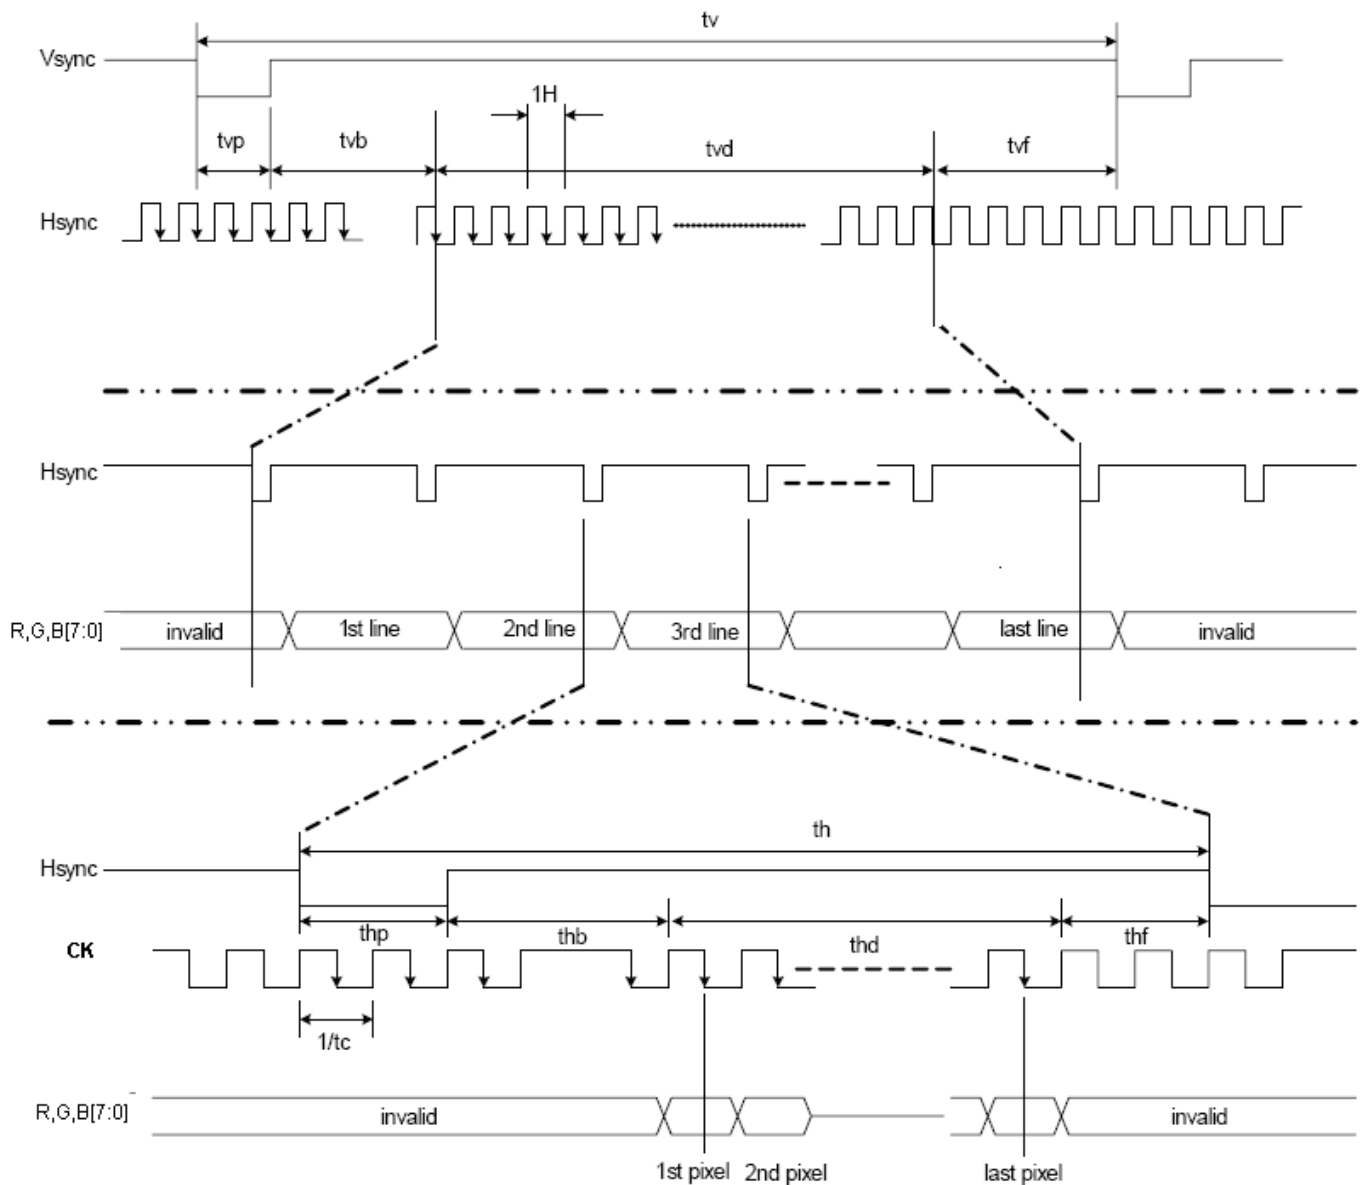 tv
Vsync
1H
tvp
tvb
tvd
tvf
Hsync
Hsync
R,G,B[7:0]
invalid
1st line
2nd line
3rd line
last line
invalid
th
Hsync
thp
thb
thd
thf
CK
1/tc
R,G,B[7:0]
invalid
invalid
1st pixel
2nd pixel
last pixel